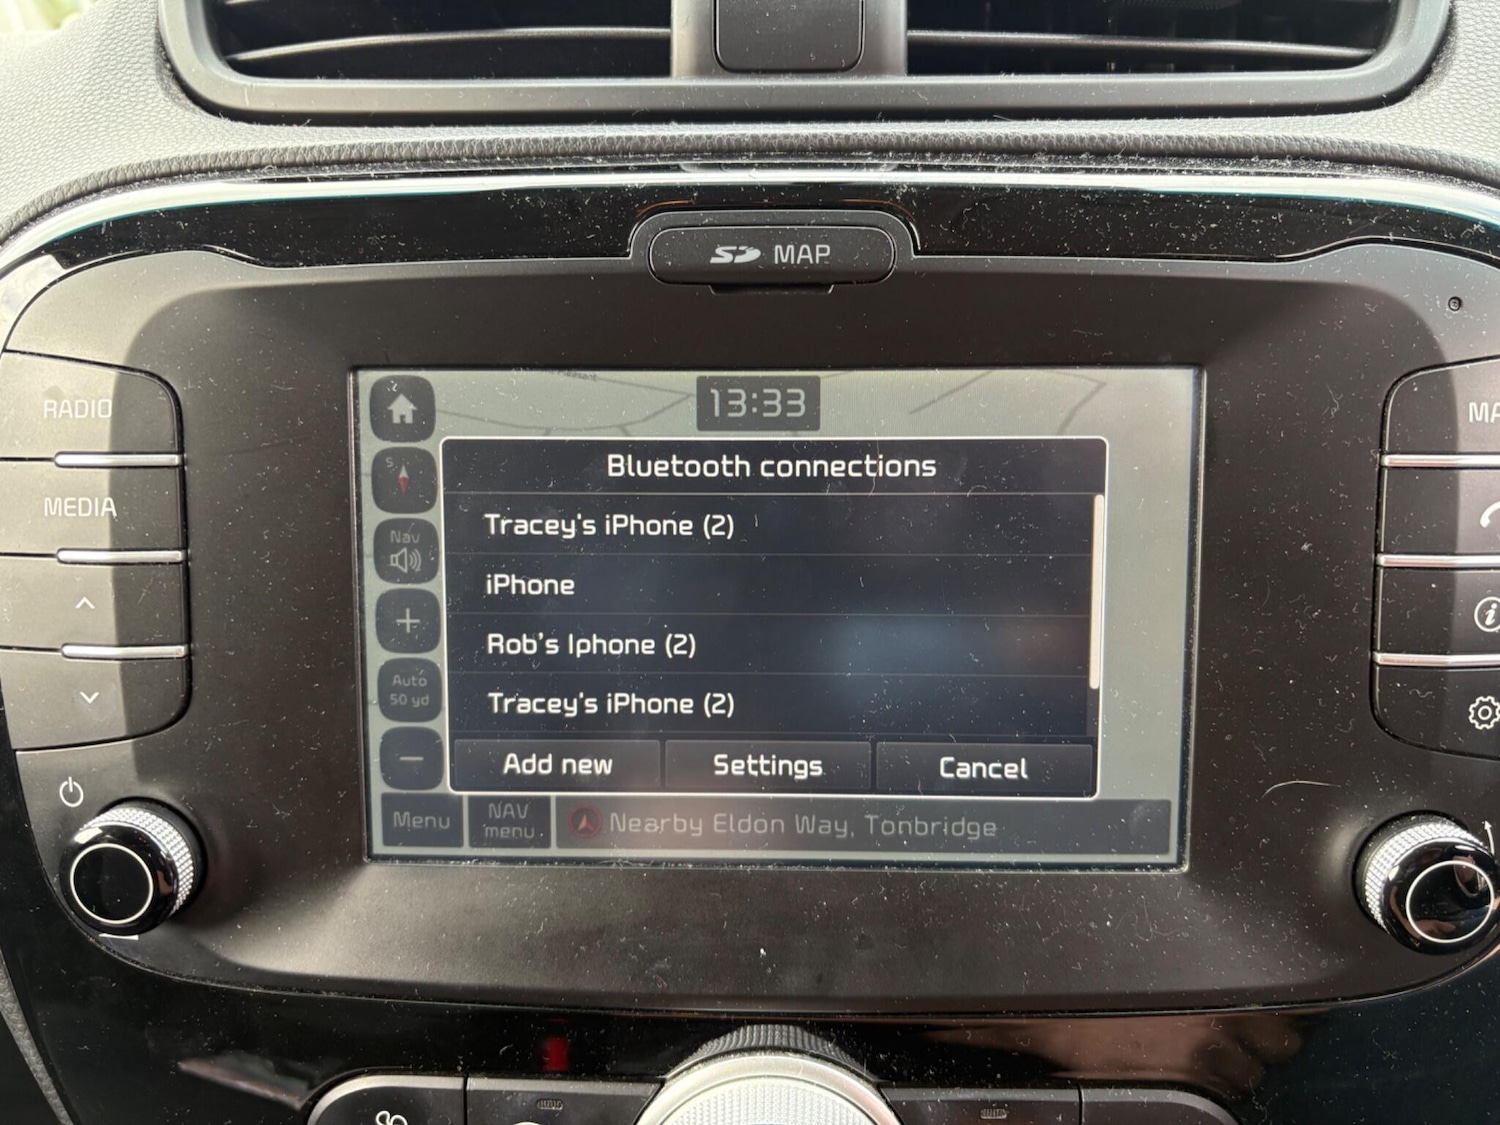 SD MAP
RADIO
MEDIA
13:33
S
Nav
+
Auto
50 yd
−
Bluetooth connections
Tracey's iPhone (2)
iPhone
Rob's Iphone (2)
Tracey's iPhone (2)
Add new
Settings
Cancel
Menu
NAV
menu
Nearby Eldon Way, Tonbridge